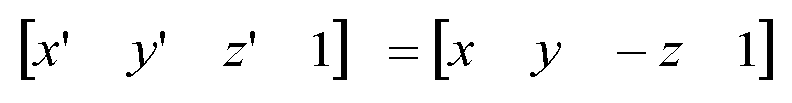 [x' y' z' 1] = [x y − z 1]